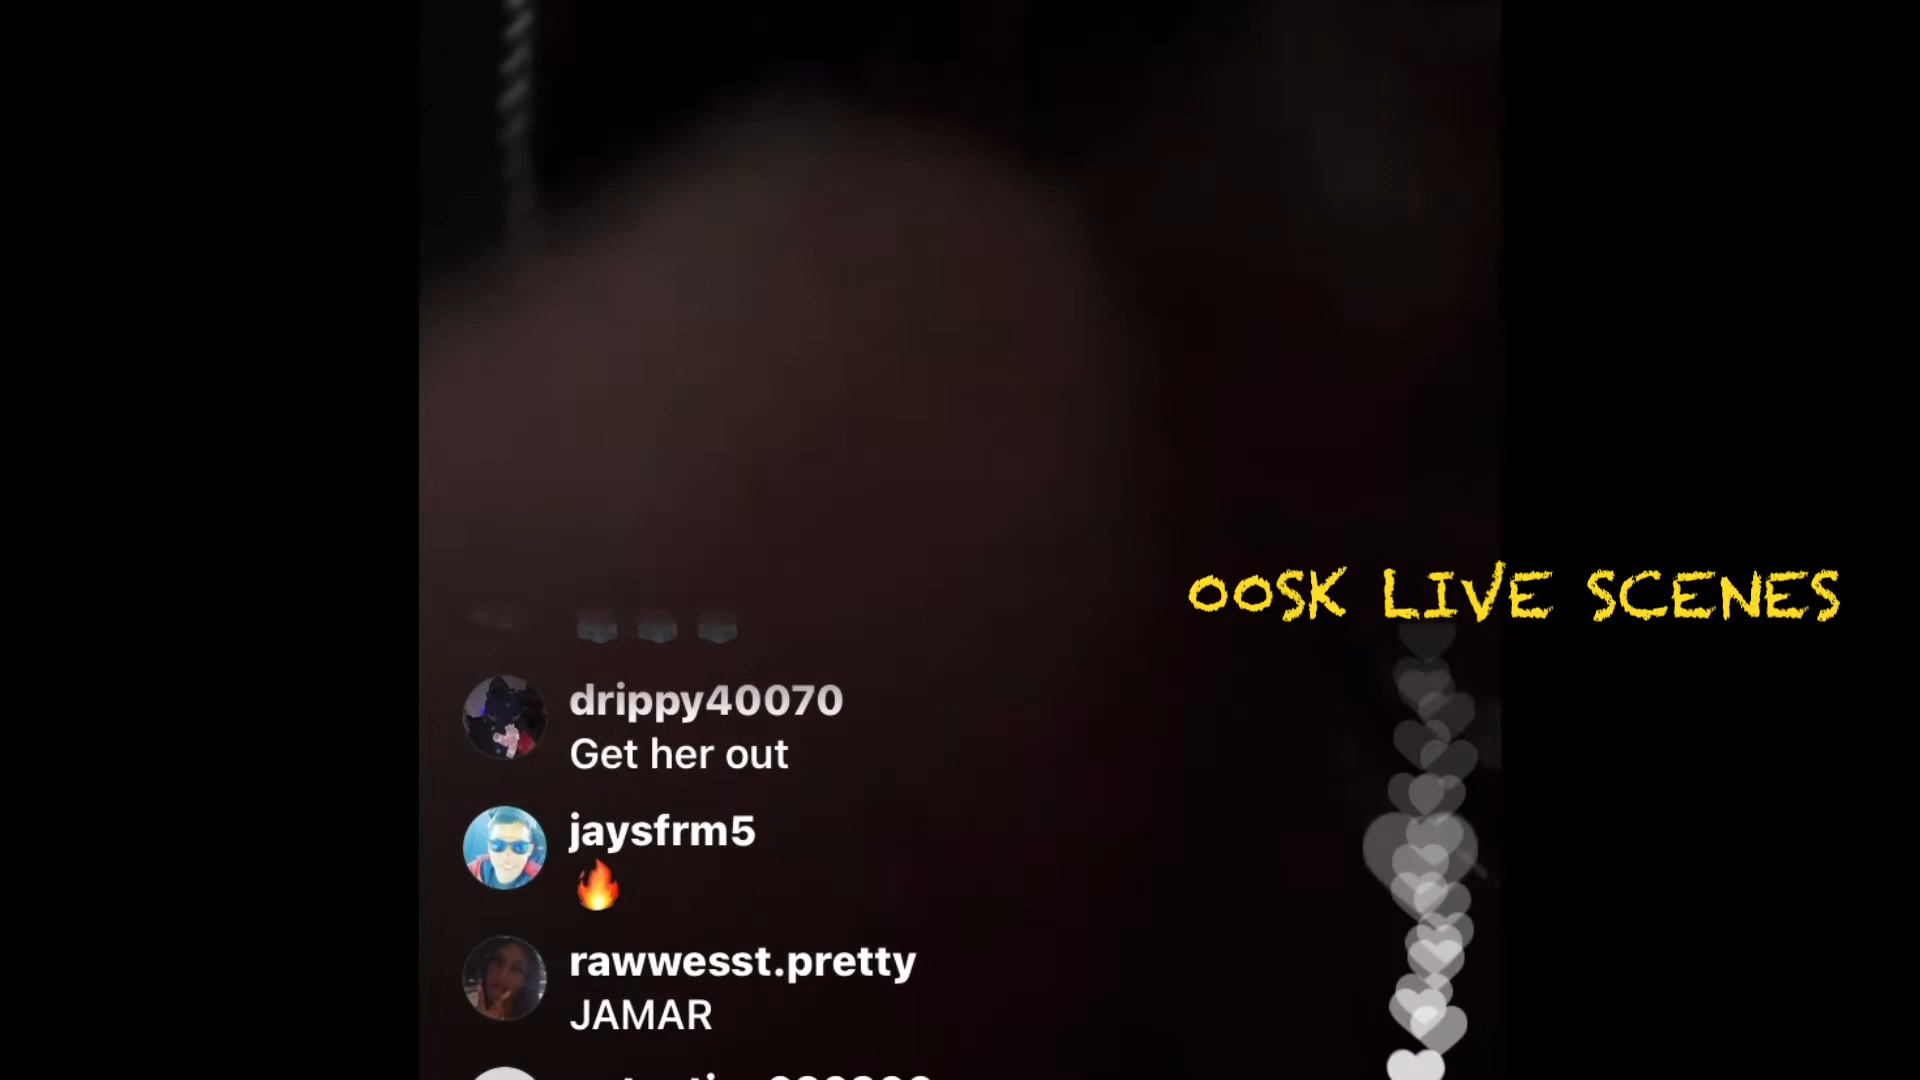 OOSK LIVE SCENES
drippy40070
Get her out
jaysfrm5
rawwesst.pretty
JAMAR